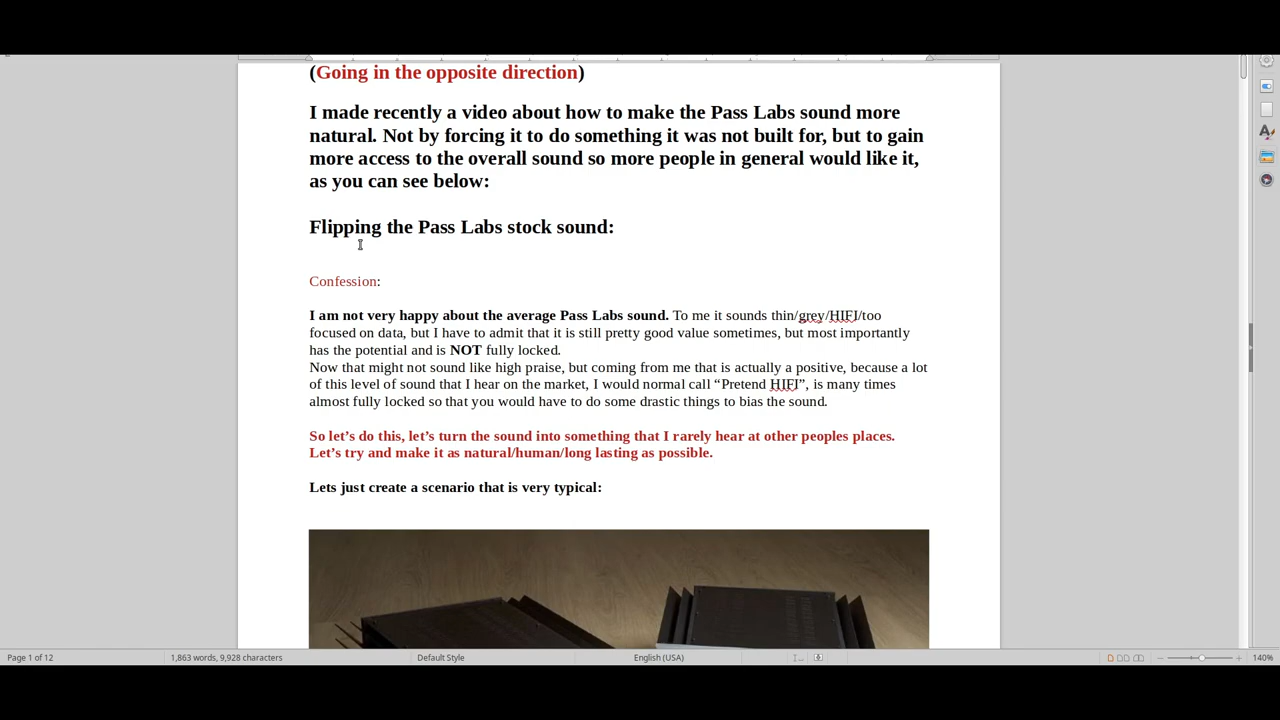 (Going in the opposite direction)
I made recently a video about how to make the Pass Labs sound more
natural. Not by forcing it to do something it was not built for, but to gain
more access to the overall sound so more people in general would like it,
as you can see below:
Flipping the Pass Labs stock sound:
Confession:
I am not very happy about the average Pass Labs sound. To me it sounds thin/grey/HIFI/too
focused on data, but I have to admit that it is still pretty good value sometimes, but most importantly
has the potential and is NOT fully locked.
Now that might not sound like high praise, but coming from me that is actually a positive, because a lot
of this level of sound that I hear on the market, I would normal call “Pretend HIFI”, is many times
almost fully locked so that you would have to do some drastic things to bias the sound.
So let’s do this, let’s turn the sound into something that I rarely hear at other peoples places.
Let’s try and make it as natural/human/long lasting as possible.
Lets just create a scenario that is very typical:
Page 1 of 12
1,863 words, 9,928 characters
Default Style
English (USA)
140%